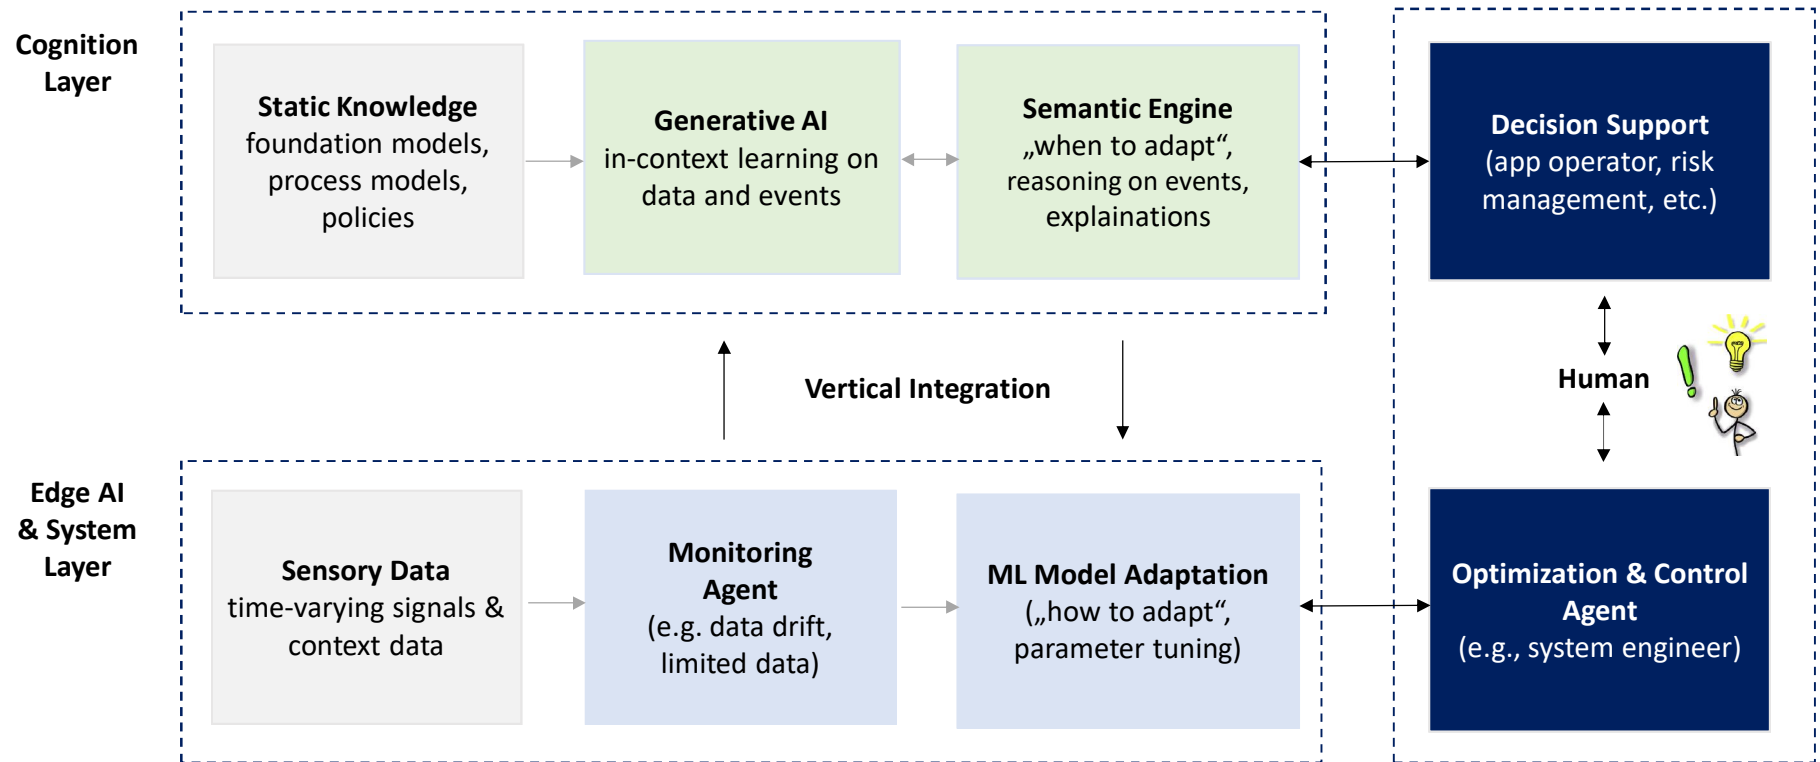 Cognition
Layer
Static Knowledge
foundation models,
process models,
policies
Generative AI
in-context learning on
data and events
Semantic Engine
„when to adapt“,
reasoning on events,
explainations
Decision Support
(app operator, risk
management, etc.)
Vertical Integration
Human
Edge AI
& System
Layer
Sensory Data
time-varying signals &
context data
Monitoring
Agent
(e.g. data drift,
limited data)
ML Model Adaptation
(„how to adapt“,
parameter tuning)
Optimization & Control
Agent
(e.g., system engineer)